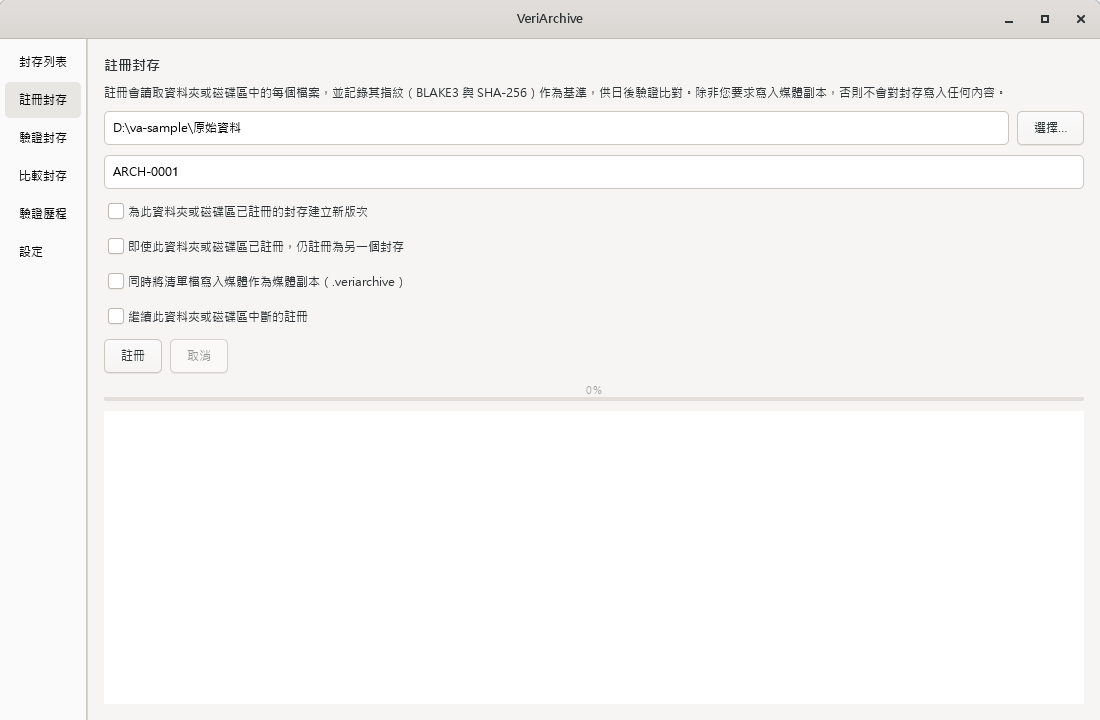 VeriArchive
封存列表
註冊封存
驗證封存
比較封存
驗證歷程
設定
註冊封存
註冊會讀取資料夾或磁碟區中的每個檔案，並記錄其指紋（BLAKE3 與 SHA-256）作為基準，供日後驗證比對。除非您要求寫入媒體副本，否則不會對封存寫入任何內容。
D:\va-sample\原始資料
選擇...
ARCH-0001
為此資料夾或磁碟區已註冊的封存建立新版次
即使此資料夾或磁碟區已註冊，仍註冊為另一個封存
同時將清單檔寫入媒體作為媒體副本（.veriarchive）
繼續此資料夾或磁碟區中斷的註冊
註冊
取消
0%